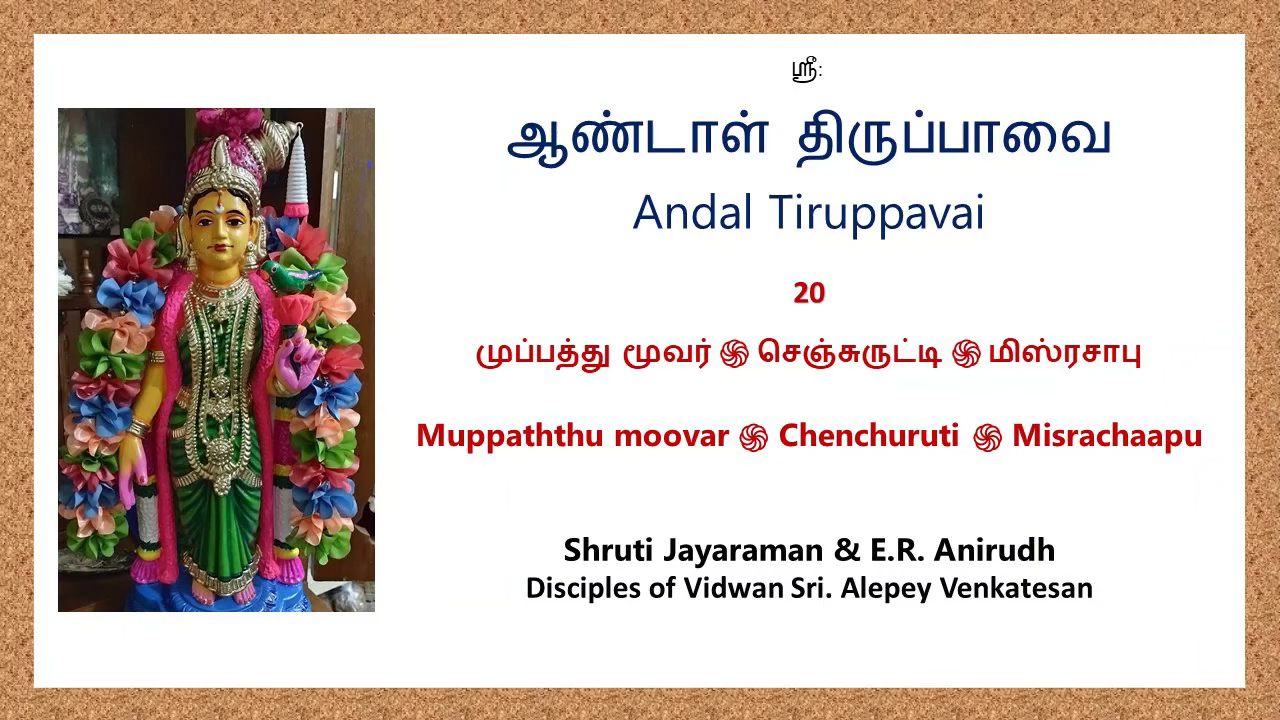 ஸ்ரீ:
ஆண்டாள் திருப்பாவை
Andal Tiruppavai
20
முப்பத்து மூவர் ֍ செஞ்சுருட்டி ֍ மிஸ்ரசாபு
Muppaththu moovar ֍ Chenchuruti ֍ Misrachaapu
Shruti Jayaraman & E.R. Anirudh
Disciples of Vidwan Sri. Alepey Venkatesan